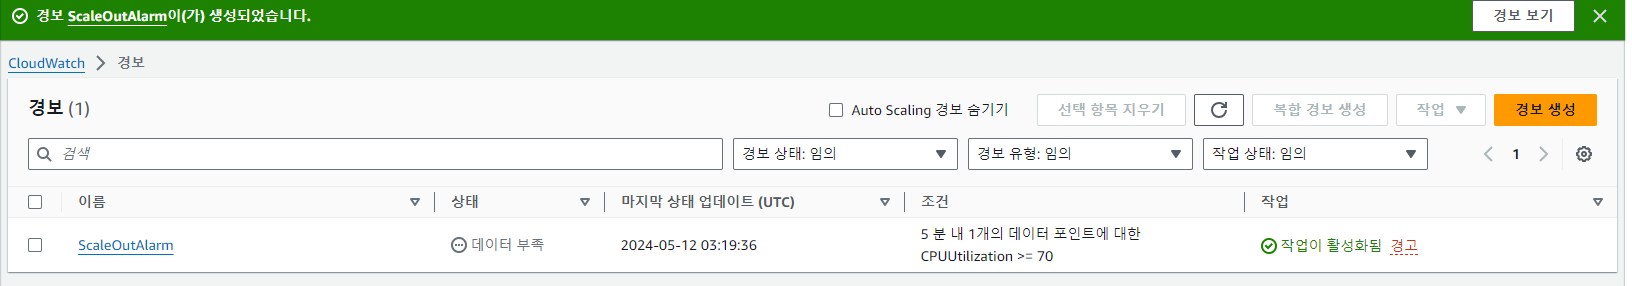 경보 ScaleOutAlarm이(가) 생성되었습니다. 경보 보기
CloudWatch > 경보
경보 (1) Auto Scaling 경보 숨기기 선택 항목 지우기 복합 경보 생성 작업 경보 생성
검색 경보 상태: 임의 경보 유형: 임의 작업 상태: 임의 1
이름 상태 마지막 상태 업데이트 (UTC) 조건 작업
ScaleOutAlarm 데이터 부족 2024-05-12 03:19:36 5 분 내 1개의 데이터 포인트에 대한 작업이 활성화됨 경고
CPUUtilization >= 70